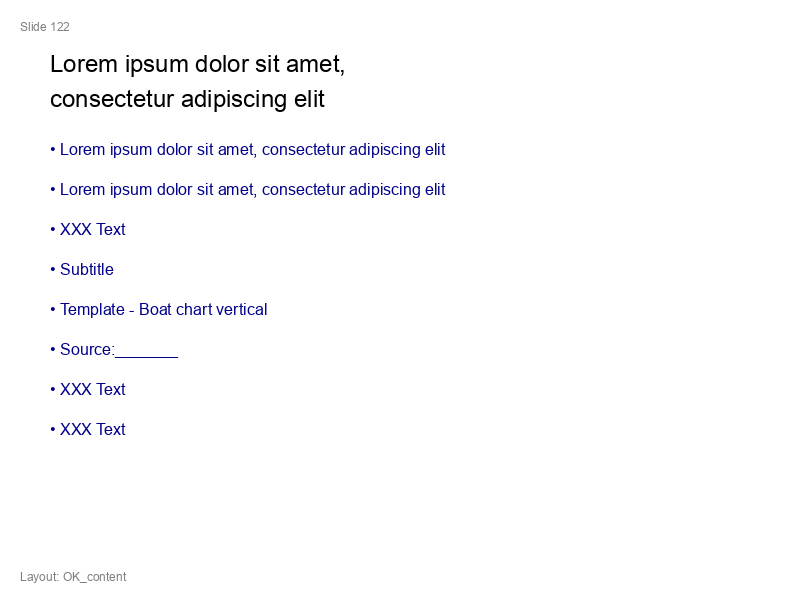 Slide 122
Lorem ipsum dolor sit amet,
consectetur adipiscing elit
• Lorem ipsum dolor sit amet, consectetur adipiscing elit
• Lorem ipsum dolor sit amet, consectetur adipiscing elit
• XXX Text
• Subtitle
• Template - Boat chart vertical
• Source:_______
• XXX Text
• XXX Text
Layout: OK_content